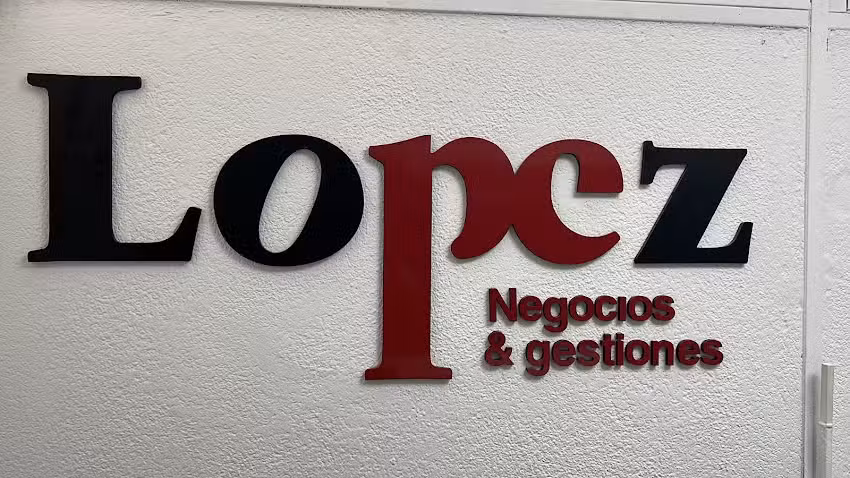 Lopez
Negocios
& gestiones